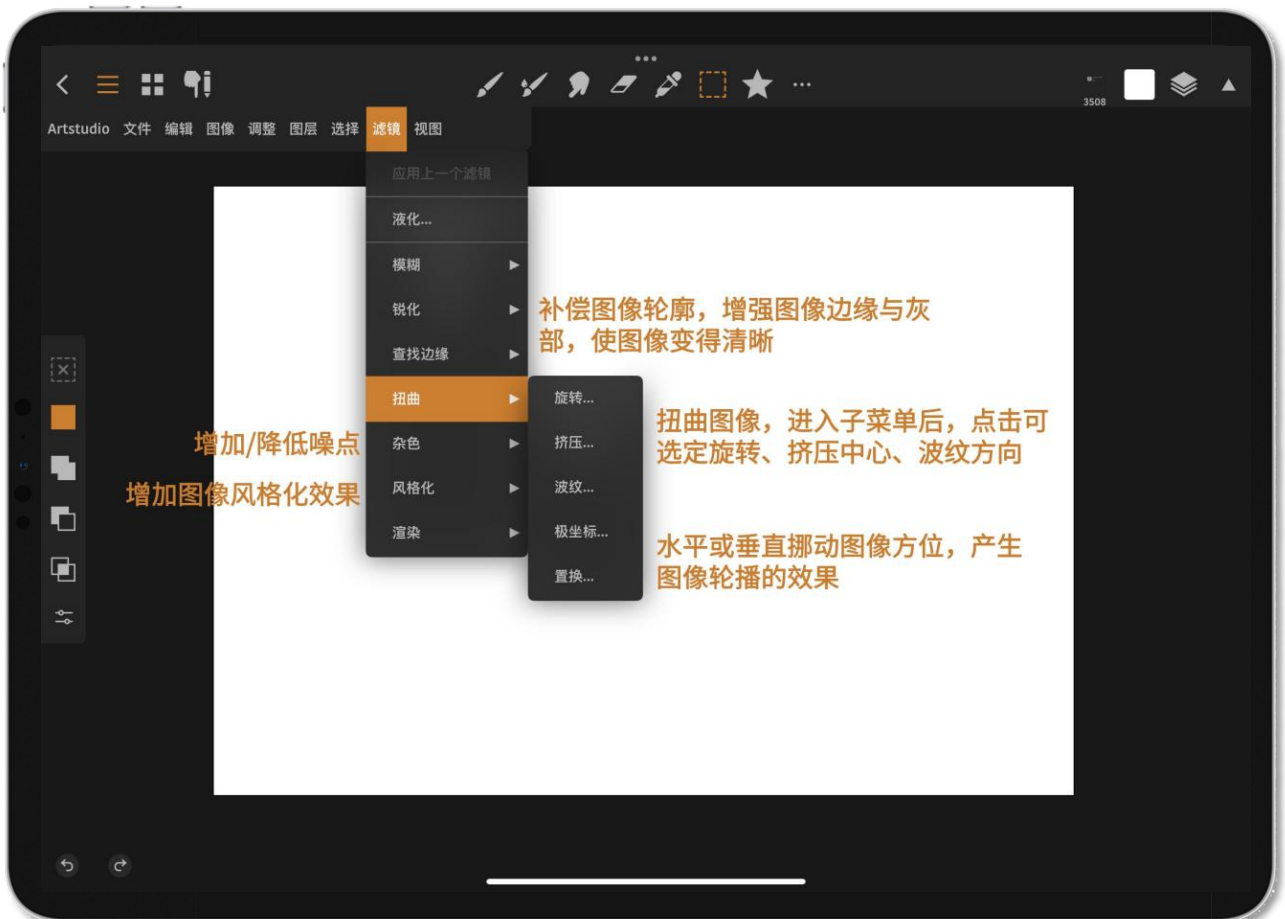 3508
Artstudio 文件 编辑 图像 调整 图层 选择 滤镜 视图
应用上一个滤镜
液化...
模糊
锐化
查找边缘
扭曲
杂色
风格化
渲染
旋转...
挤压...
波纹...
极坐标...
置换...
补偿图像轮廓，增强图像边缘与灰
部，使图像变得清晰
扭曲图像，进入子菜单后，点击可
选定旋转、挤压中心、波纹方向
水平或垂直挪动图像方位，产生
图像轮播的效果
增加/降低噪点
增加图像风格化效果